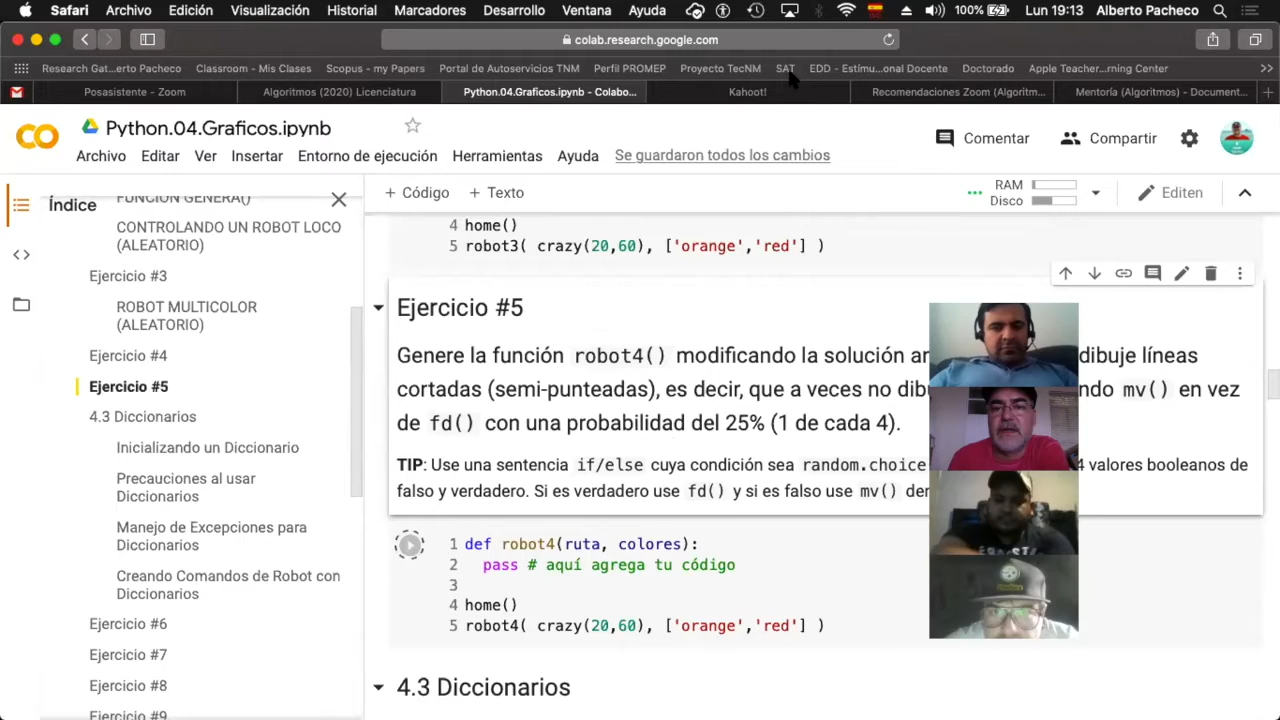 Safari Archivo Edición Visualización Historial Marcadores Desarrollo Ventana Ayuda 100% Lun 19:13 Alberto Pacheco
colab.research.google.com
Research Gat...erto Pacheco Classroom - Mis Clases Scopus - my Papers Portal de Autoservicios TNM Perfil PROMEP Proyecto TecNM SAT EDD - Estímu...onal Docente Doctorado Apple Teacher...rning Center >>
Posasistente - Zoom Algoritmos (2020) Licenciatura Python.04.Graficos.ipynb - Colabo... Kahoot! Recomendaciones Zoom (Algoritm... Mentoría (Algoritmos) - Document... +
CO Python.04.Graficos.ipynb Comentar Compartir
Archivo Editar Ver Insertar Entorno de ejecución Herramientas Ayuda Se guardaron todos los cambios
+ Código + Texto RAM Disco Editen
Índice
FUNCIÓN GENERA()
CONTROLANDO UN ROBOT LOCO
(ALEATORIO)
Ejercicio #3
ROBOT MULTICOLOR
(ALEATORIO)
Ejercicio #4
Ejercicio #5
4.3 Diccionarios
Inicializando un Diccionario
Precauciones al usar
Diccionarios
Manejo de Excepciones para
Diccionarios
Creando Comandos de Robot con
Diccionarios
Ejercicio #6
Ejercicio #7
Ejercicio #8
Ejercicio #9
4 home()
5 robot3( crazy(20,60), ['orange','red'] )
Ejercicio #5
Genere la función robot4() modificando la solución dibuje líneas
cortadas (semi-punteadas), es decir, que a veces no mv() en vez
de fd() con una probabilidad del 25% (1 de cada 4).
TIP: Use una sentencia if/else cuya condición sea random.choice 4 valores booleanos de
falso y verdadero. Si es verdadero use fd() y si es falso use mv()
1 def robot4(ruta, colores):
2 pass # aquí agrega tu código
3
4 home()
5 robot4( crazy(20,60), ['orange','red'] )
4.3 Diccionarios